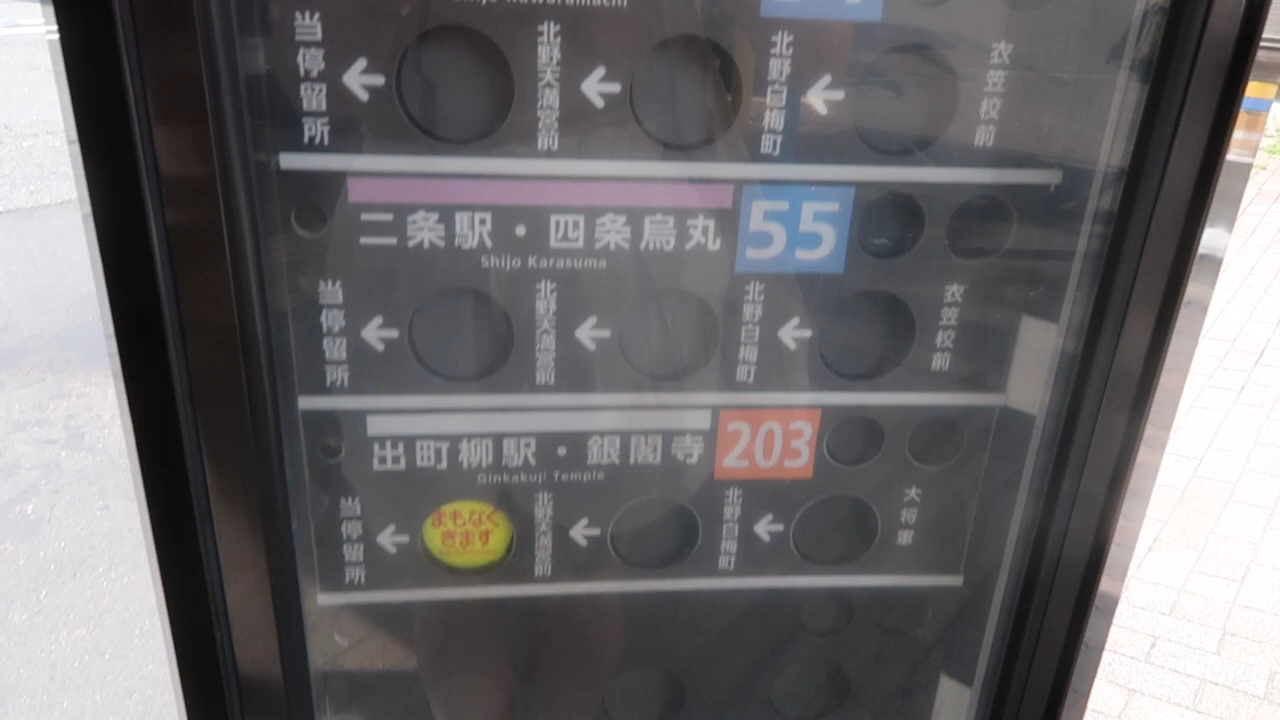 当停留所
北野天満宮前
北野白梅町
衣笠校前
二条駅・四条烏丸
55
Shijo Karasuma
当停留所
北野天満宮前
北野白梅町
衣笠校前
出町柳駅・銀閣寺
203
Ginkakuji Temple
当停留所
まもなく
きます
北野天満宮前
北野白梅町
大将軍